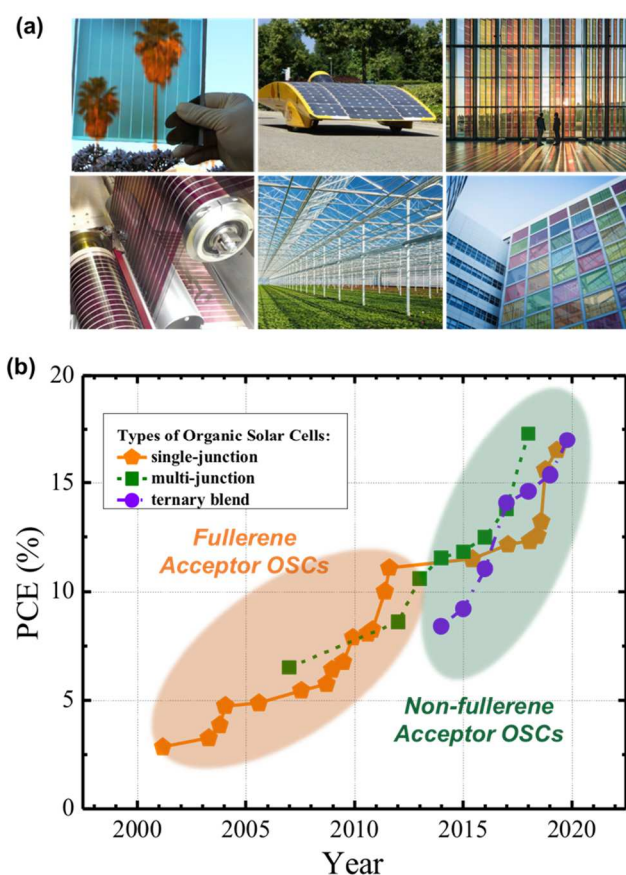 (a)
(b)
20
15
10
5
0
PCE (%)
Types of Organic Solar Cells:
single-junction
multi-junction
ternary blend
Fullerene
Acceptor OSCs
Non-fullerene
Acceptor OSCs
2000 2005 2010 2015 2020
Year